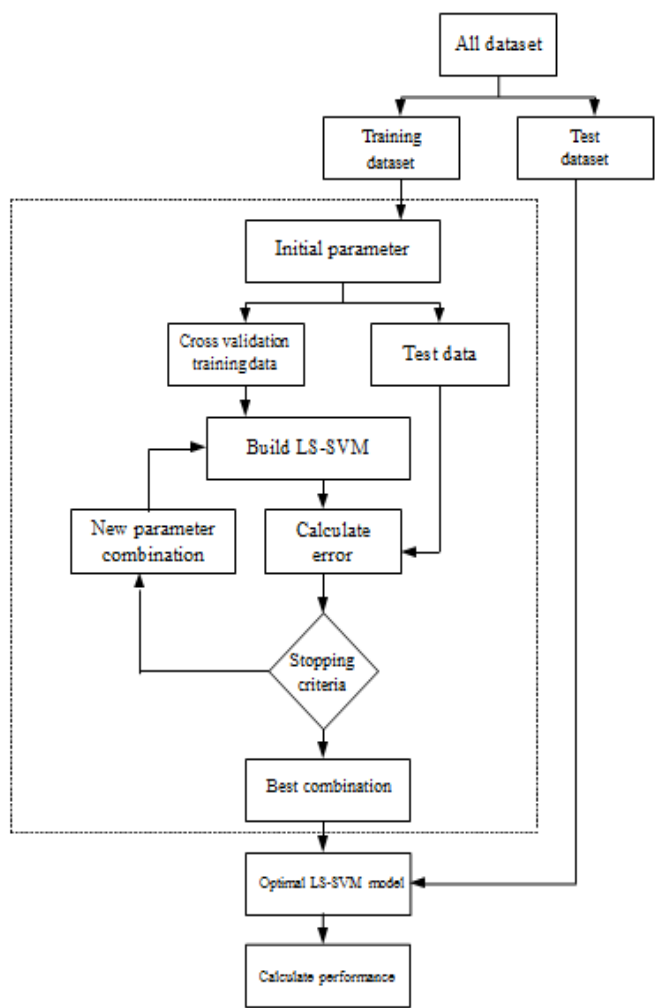 All dataset
Training
dataset
Test
dataset
Initial parameter
Cross validation
training data
Test data
Build LS-SVM
New parameter
combination
Calculate
error
Stopping
criteria
Best combination
Optimal LS-SVM model
Calculate performance